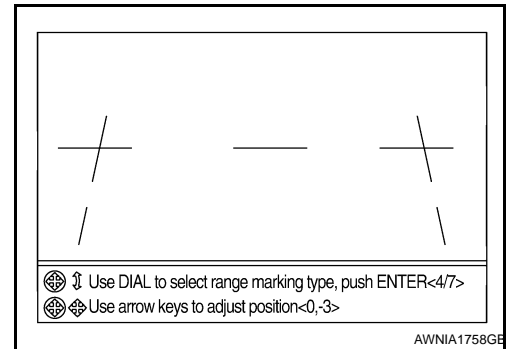 Use DIAL to select range marking type, push ENTER<4/7>
Use arrow keys to adjust position<0,-3>
AWNIA1758GB